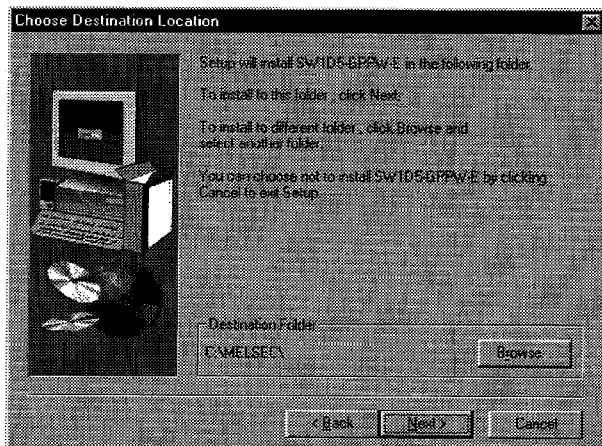 Choose Destination Location
Setup will install SW1D5-GPPW-E in the following folder.
To install to this folder, click Next.
To install to different folder, click Browse and
select another folder.
You can choose not to install SW1D5-GPPW-E by clicking
Cancel to exit Setup.
Destination Folder
C:\MELSEC\
Browse...
< Back
Next >
Cancel